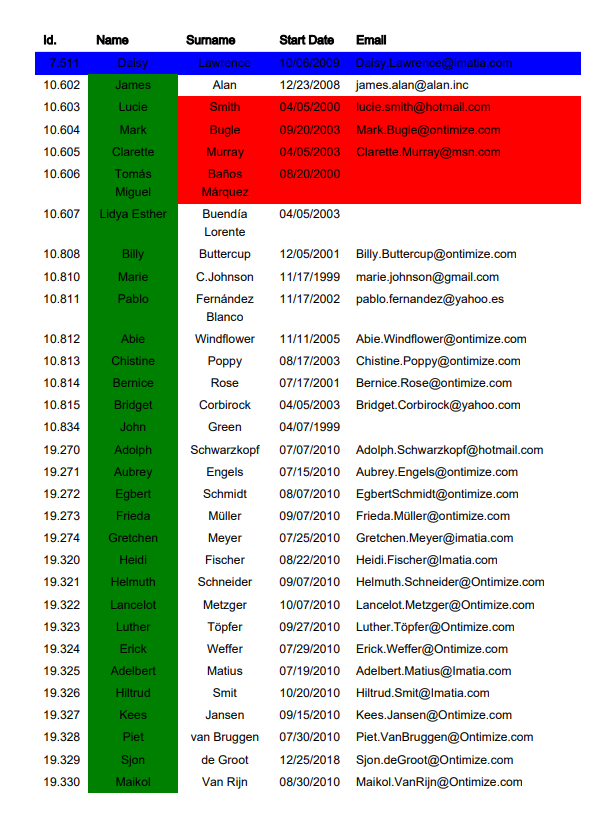 Id. Name Surname Start Date Email
7.511 Daisy Lawrence 10/06/2009 Daisy.Lawrence@imatia.com
10.602 James Alan 12/23/2008 james.alan@alan.inc
10.603 Lucie Smith 04/05/2000 lucie.smith@hotmail.com
10.604 Mark Bugle 09/20/2003 Mark.Bugle@ontimize.com
10.605 Clarette Murray 04/05/2003 Clarette.Murray@msn.com
10.606 Tomás Baños 08/20/2000
Miguel Márquez
10.607 Lidya Esther Buendía 04/05/2003
Lorente
10.808 Billy Buttercup 12/05/2001 Billy.Buttercup@ontimize.com
10.810 Marie C.Johnson 11/17/1999 marie.johnson@gmail.com
10.811 Pablo Fernández 11/17/2002 pablo.fernandez@yahoo.es
Blanco
10.812 Abie Windflower 11/11/2005 Abie.Windflower@ontimize.com
10.813 Chistine Poppy 08/17/2003 Chistine.Poppy@ontimize.com
10.814 Bernice Rose 07/17/2001 Bernice.Rose@ontimize.com
10.815 Bridget Corbirock 04/05/2003 Bridget.Corbirock@yahoo.com
10.834 John Green 04/07/1999
19.270 Adolph Schwarzkopf 07/07/2010 Adolph.Schwarzkopf@hotmail.com
19.271 Aubrey Engels 07/15/2010 Aubrey.Engels@ontimize.com
19.272 Egbert Schmidt 08/07/2010 EgbertSchmidt@ontimize.com
19.273 Frieda Müller 09/07/2010 Frieda.Müller@ontimize.com
19.274 Gretchen Meyer 07/25/2010 Gretchen.Meyer@imatia.com
19.320 Heidi Fischer 08/22/2010 Heidi.Fischer@Imatia.com
19.321 Helmuth Schneider 09/07/2010 Helmuth.Schneider@Ontimize.com
19.322 Lancelot Metzger 10/07/2010 Lancelot.Metzger@Ontimize.com
19.323 Luther Töpfer 09/27/2010 Luther.Töpfer@Ontimize.com
19.324 Erick Weffer 07/29/2010 Erick.Weffer@Ontimize.com
19.325 Adelbert Matius 07/19/2010 Adelbert.Matius@Imatia.com
19.326 Hiltrud Smit 10/20/2010 Hiltrud.Smit@Imatia.com
19.327 Kees Jansen 09/15/2010 Kees.Jansen@Ontimize.com
19.328 Piet van Bruggen 07/30/2010 Piet.VanBruggen@Ontimize.com
19.329 Sjon de Groot 12/25/2018 Sjon.deGroot@Ontimize.com
19.330 Maikol Van Rijn 08/30/2010 Maikol.VanRijn@Ontimize.com